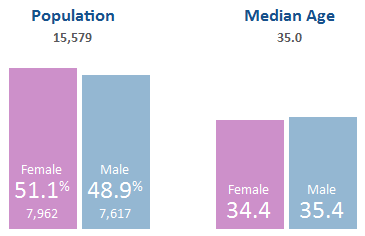 Population
15,579
Female
51.1%
7,962
Male
48.9%
7,617
Median Age
35.0
Female
34.4
Male
35.4